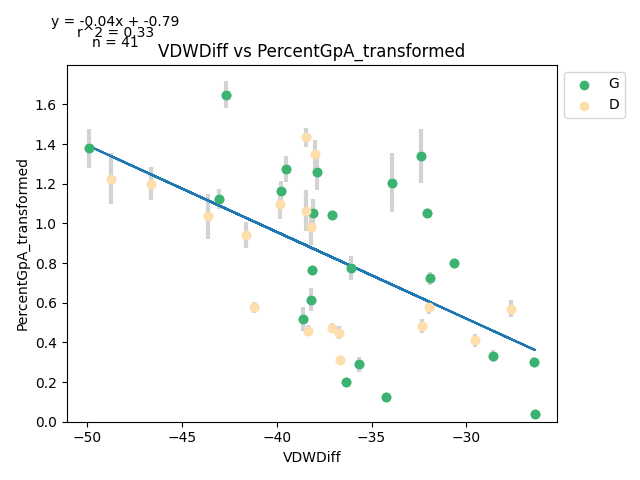 y = -0.04x + -0.79
r^2 = 0.33
n = 41
VDWDiff vs PercentGpA_transformed
G
D
1.6
1.4
1.2
1.0
0.8
0.6
0.4
0.2
0.0
PercentGpA_transformed
−50
−45
−40
−35
−30
VDWDiff